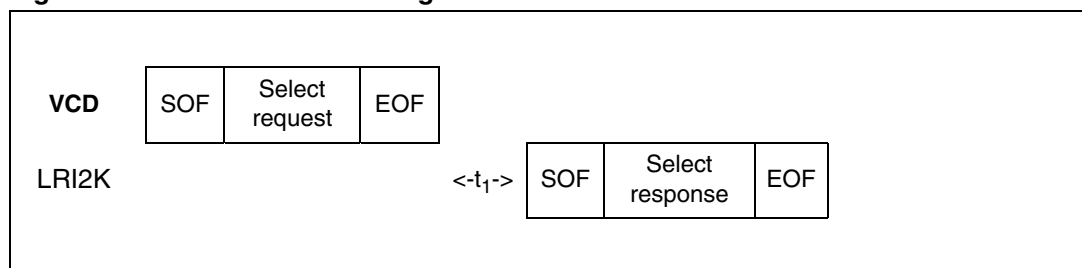 VCD
SOF
Select
request
EOF
LRI2K
<-t₁->
SOF
Select
response
EOF